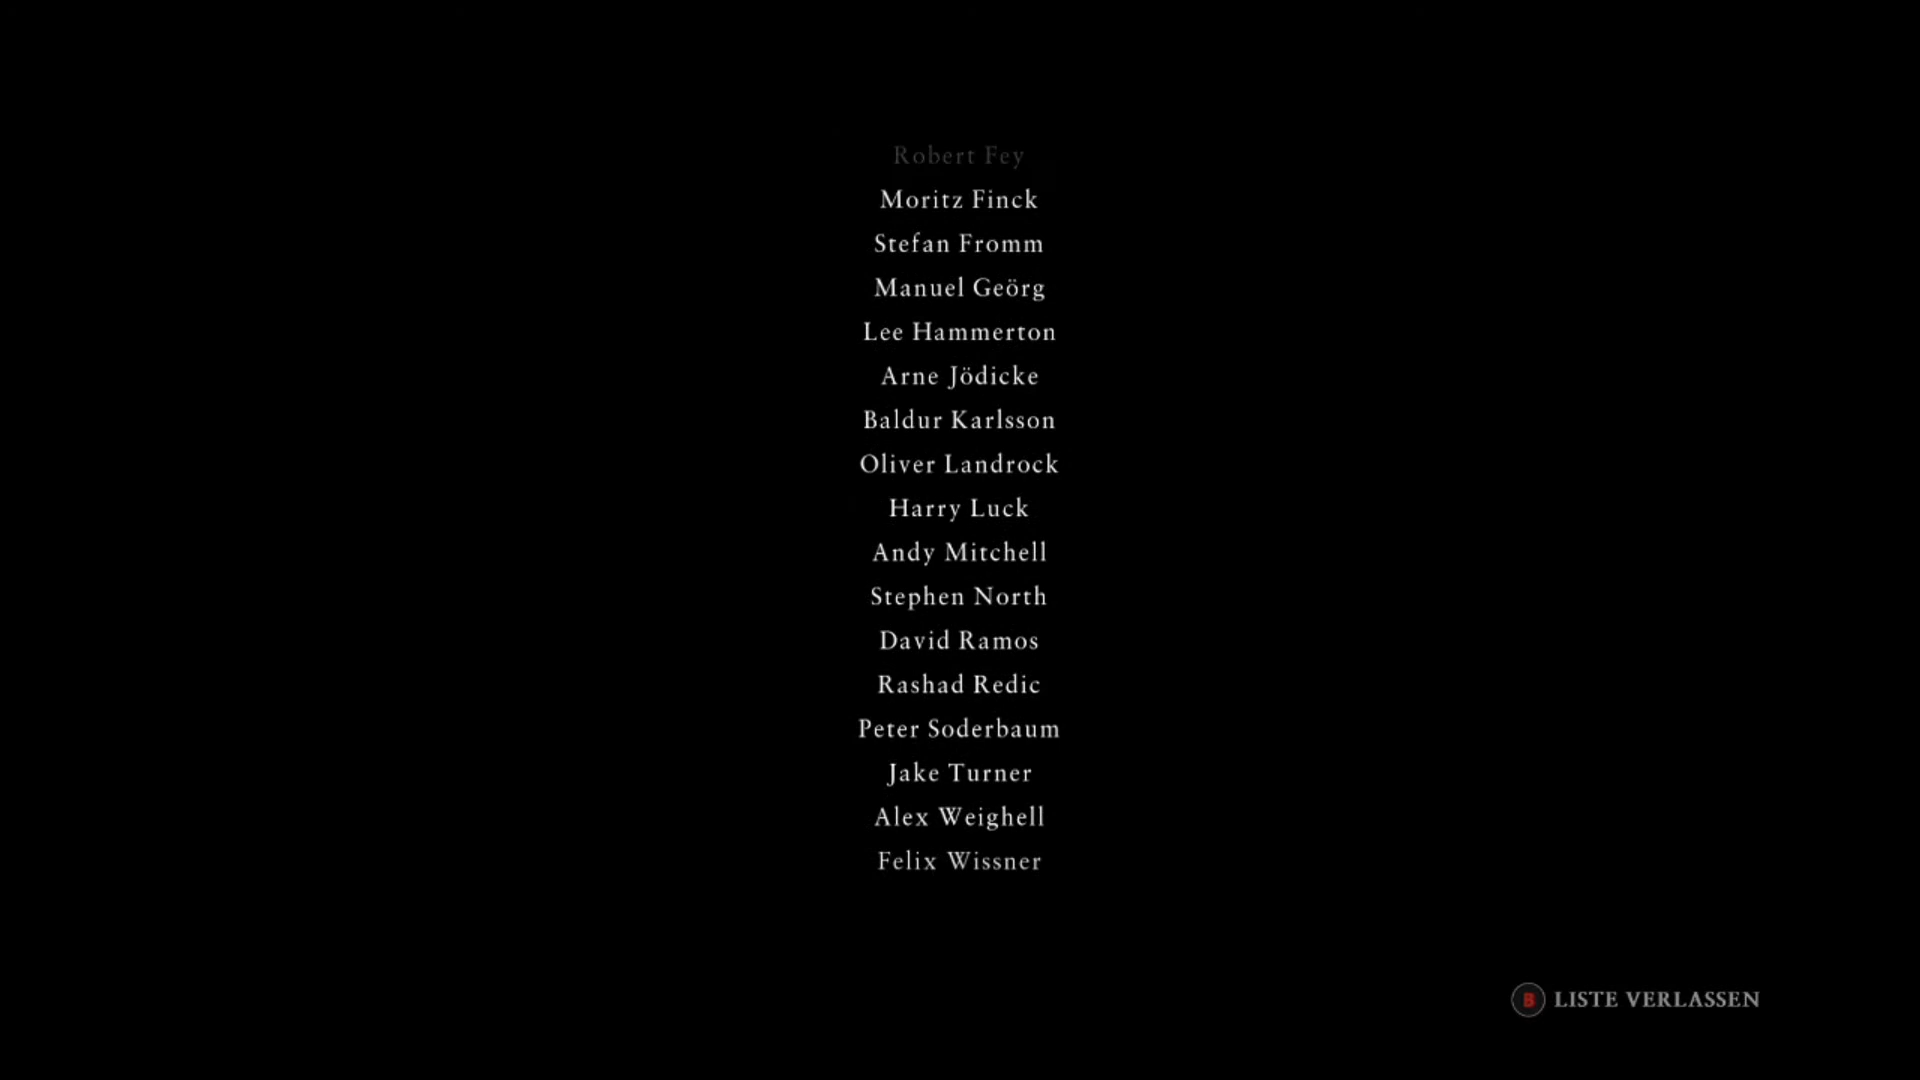 Robert Fey
Moritz Finck
Stefan Fromm
Manuel Geörg
Lee Hammerton
Arne Jödicke
Baldur Karlsson
Oliver Landrock
Harry Luck
Andy Mitchell
Stephen North
David Ramos
Rashad Redic
Peter Soderbaum
Jake Turner
Alex Weighell
Felix Wissner
B LISTE VERLASSEN